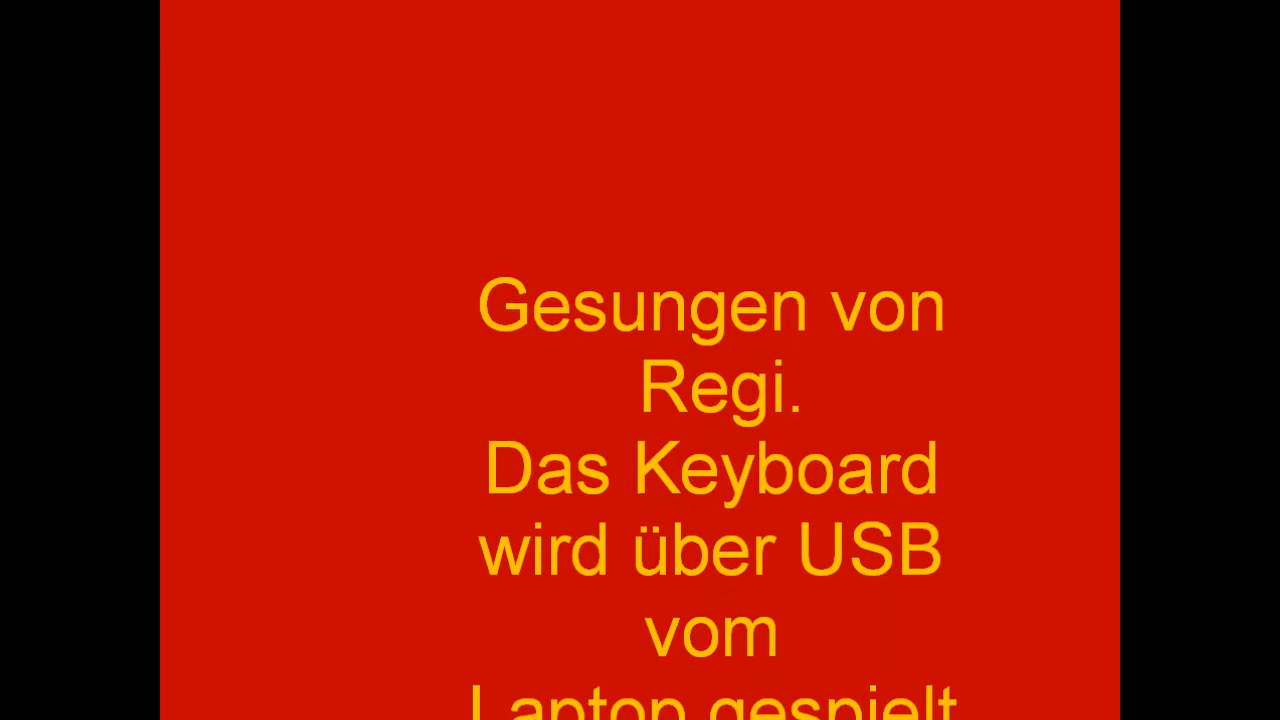 Gesungen von
Regi.
Das Keyboard
wird über USB
vom
Laptop gespielt